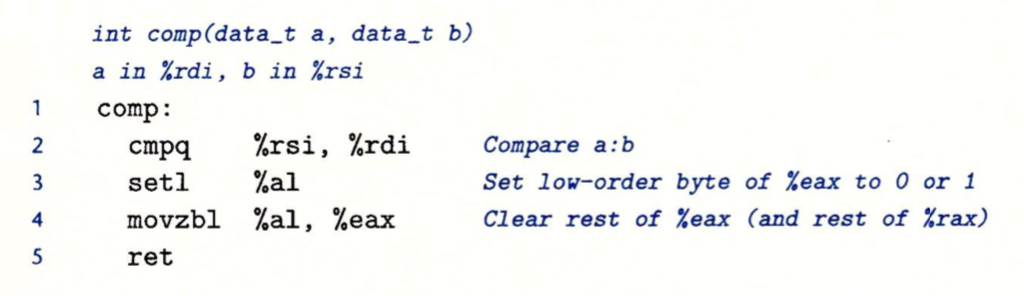 int comp(data_t a, data_t b)
a in %rdi, b in %rsi
1 comp:
2 cmpq %rsi, %rdi Compare a:b
3 setl %al Set low-order byte of %eax to 0 or 1
4 movzbl %al, %eax Clear rest of %eax (and rest of %rax)
5 ret